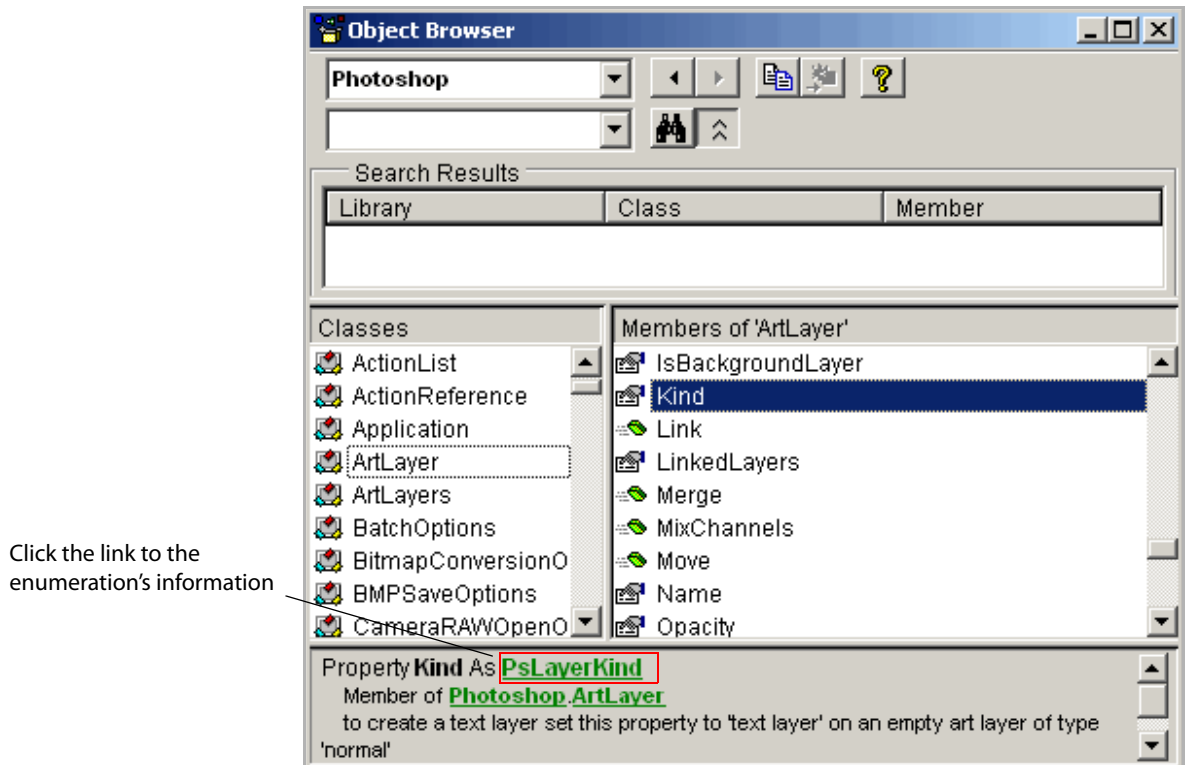 Object Browser
Photoshop
Search Results
Library Class Member
Classes
ActionList
ActionReference
Application
ArtLayer
ArtLayers
BatchOptions
BitmapConversionO
BMPSaveOptions
CameraRAWOpenO
Members of 'ArtLayer'
IsBackgroundLayer
Kind
Link
LinkedLayers
Merge
MixChannels
Move
Name
Opacity
Click the link to the
enumeration’s information
Property Kind As PsLayerKind
Member of Photoshop.ArtLayer
to create a text layer set this property to 'text layer' on an empty art layer of type
'normal'